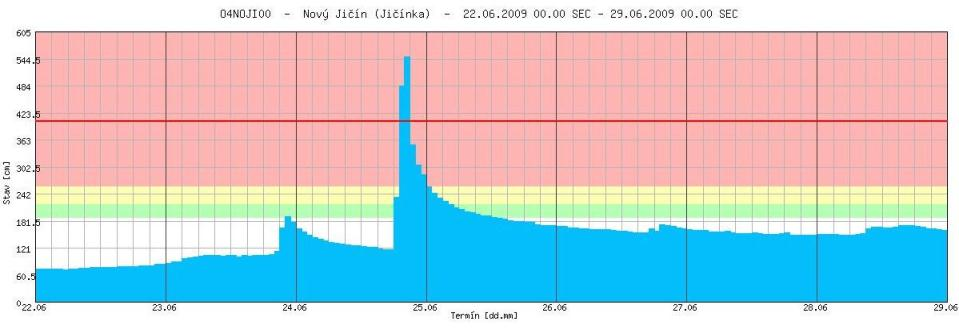 04NOJI00 - Nový Jičín (Jičínka) - 22.06.2009 00.00 SEC - 29.06.2009 00.00 SEC
605
544.5
484
423.5
363
302.5
242
181.5
121
60.5
0
Stav [cm]
22.06 23.06 24.06 25.06 26.06 27.06 28.06 29.06
Termín [dd.mm]